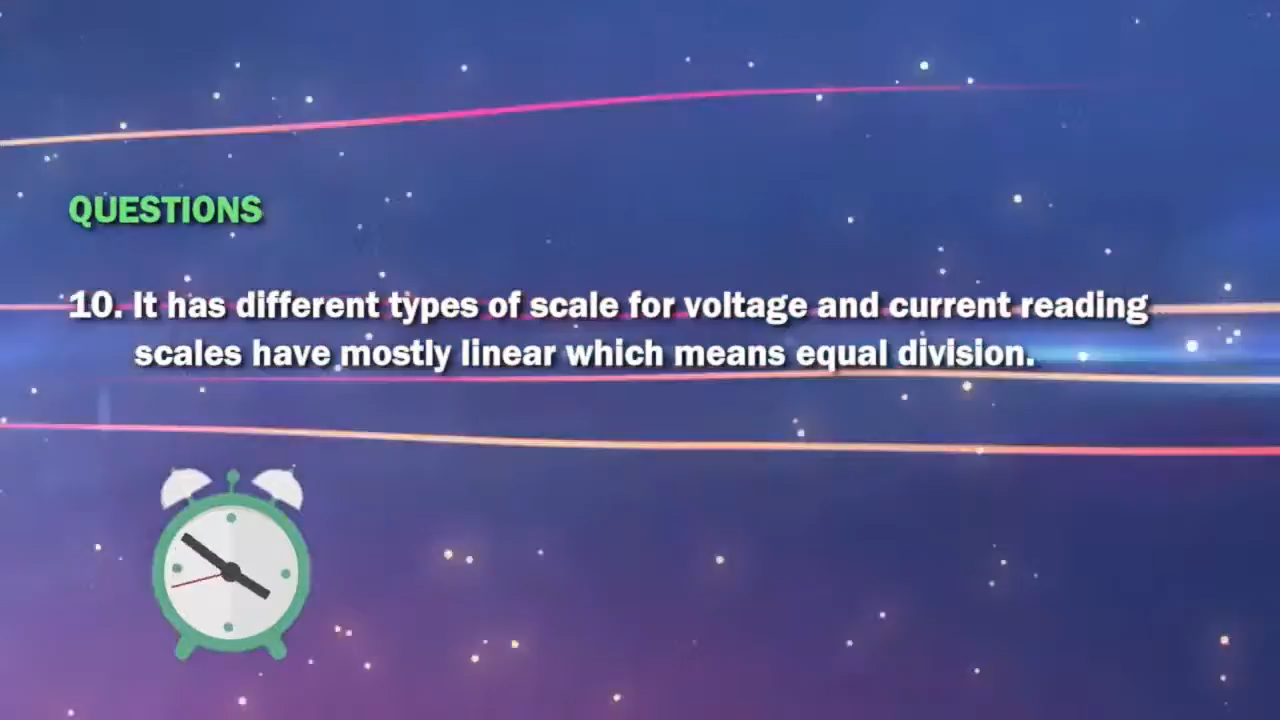 QUESTIONS
10. It has different types of scale for voltage and current reading
scales have mostly linear which means equal division.